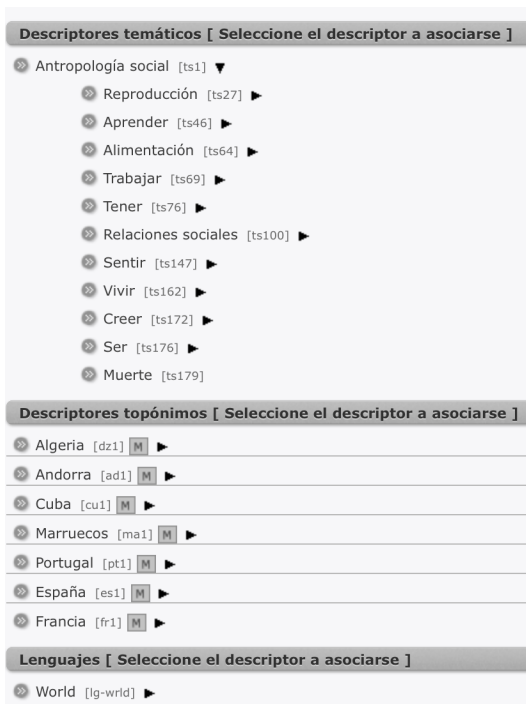 Descriptores temáticos [ Seleccione el descriptor a asociarse ]
Antropología social [ts1]
Reproducción [ts27]
Aprender [ts46]
Alimentación [ts64]
Trabajar [ts69]
Tener [ts76]
Relaciones sociales [ts100]
Sentir [ts147]
Vivir [ts162]
Creer [ts172]
Ser [ts176]
Muerte [ts179]
Descriptores topónimos [ Seleccione el descriptor a asociarse ]
Algeria [dz1] M
Andorra [ad1] M
Cuba [cu1] M
Marruecos [ma1] M
Portugal [pt1] M
España [es1] M
Francia [fr1] M
Lenguajes [ Seleccione el descriptor a asociarse ]
World [lg-wrld]